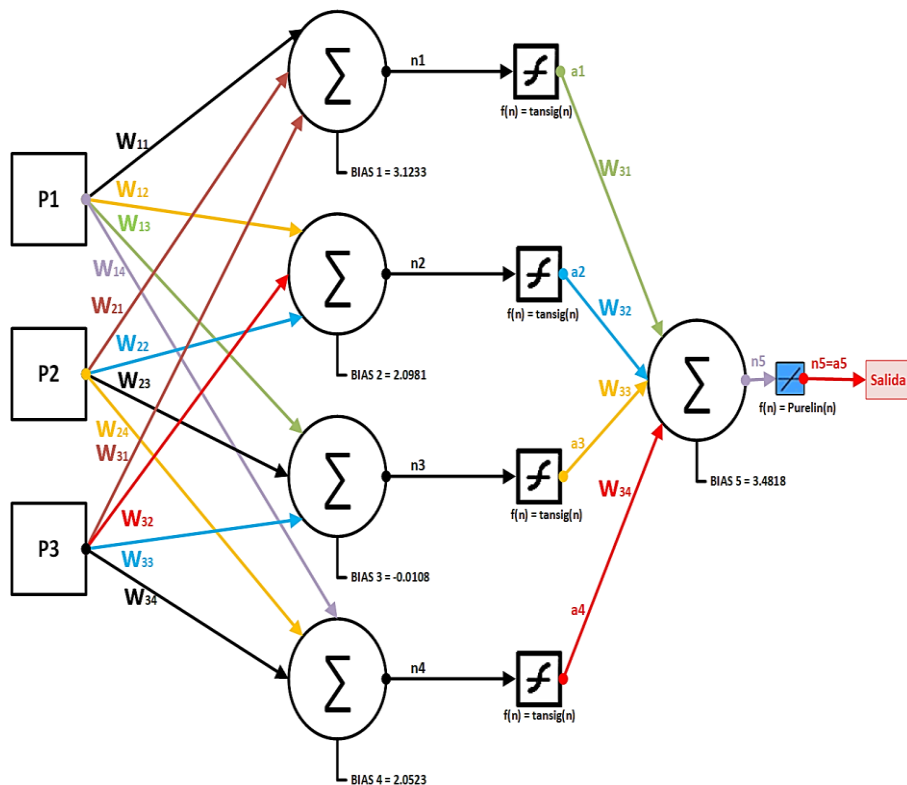 n1
a1
f(n) = tansig(n)
W11
BIAS 1 = 3.1233
W31
P1
W12
W13
W14
n2
a2
f(n) = tansig(n)
W21
W32
W22
P2
BIAS 2 = 2.0981
W23
n5
n5=a5
Salida
f(n) = Purelin(n)
W33
W24
W31
a3
n3
f(n) = tansig(n)
W34
BIAS 5 = 3.4818
W32
P3
W33
BIAS 3 = -0.0108
W34
a4
n4
f(n) = tansig(n)
BIAS 4 = 2.0523